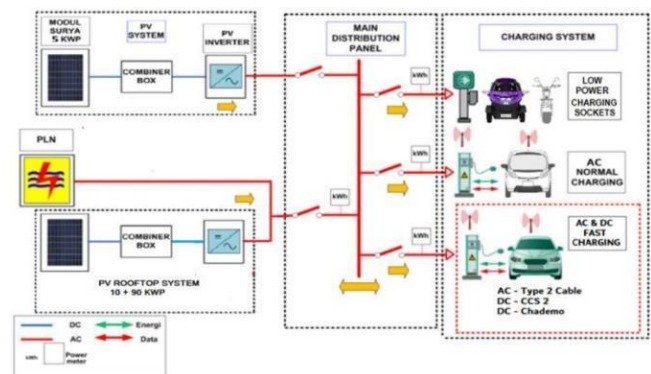 MODUL
SURYA
5 KWP
PV
SYSTEM
PV
INVERTER
COMBINER
BOX
MAIN
DISTRIBUTION
PANEL
CHARGING SYSTEM
kWh
LOW
POWER
CHARGING
SOCKETS
PLN
kWh
AC
NORMAL
CHARGING
kWh
COMBINER
BOX
PV ROOFTOP SYSTEM
10 + 90 KWP
kWh
AC & DC
FAST
CHARGING
AC - Type 2 Cable
DC - CCS 2
DC - Chademo
DC
Energi
AC
Data
kWh
Power
meter